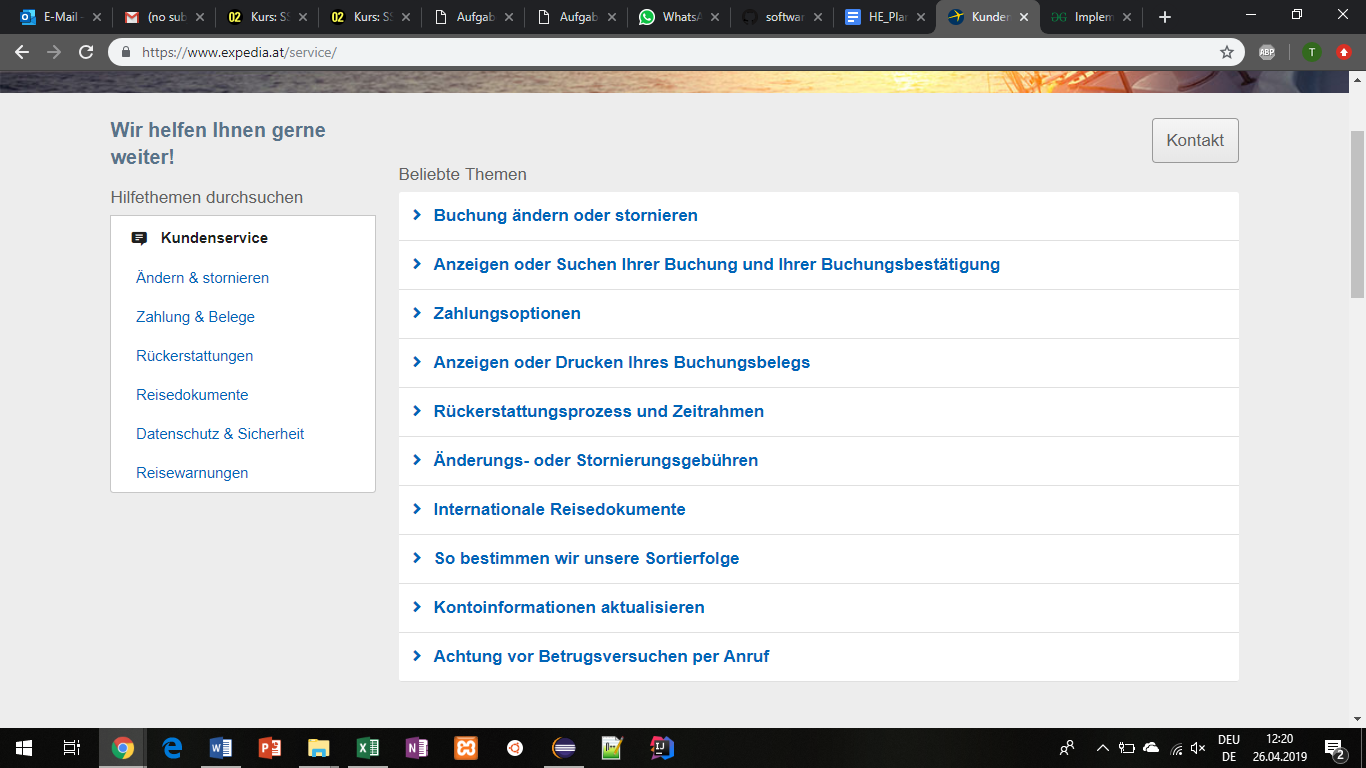 E-Mail -
(no sub
02 Kurs: SS
02 Kurs: SS
Aufgab
Aufgab
WhatsA
softwar
HE_Plan
Kunden
Implem
https://www.expedia.at/service/
ABP
T
Wir helfen Ihnen gerne
weiter!
Kontakt
Hilfethemen durchsuchen
Kundenservice
Ändern & stornieren
Zahlung & Belege
Rückerstattungen
Reisedokumente
Datenschutz & Sicherheit
Reisewarnungen
Beliebte Themen
Buchung ändern oder stornieren
Anzeigen oder Suchen Ihrer Buchung und Ihrer Buchungsbestätigung
Zahlungsoptionen
Anzeigen oder Drucken Ihres Buchungsbelegs
Rückerstattungsprozess und Zeitrahmen
Änderungs- oder Stornierungsgebühren
Internationale Reisedokumente
So bestimmen wir unsere Sortierfolge
Kontoinformationen aktualisieren
Achtung vor Betrugsversuchen per Anruf
DEU
DE
12:20
26.04.2019
2